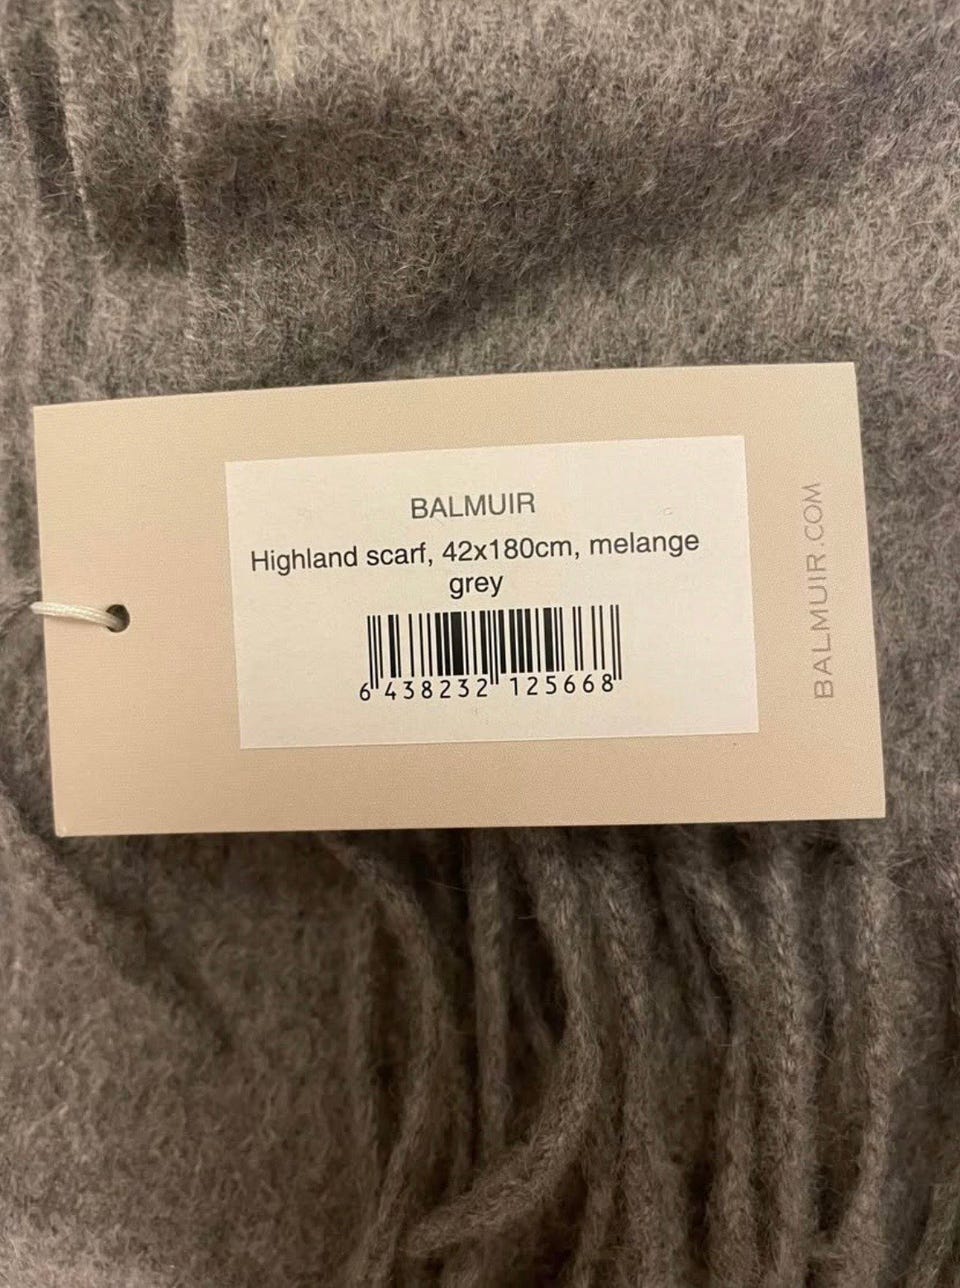 BALMUIR
Highland scarf, 42x180cm, melange
grey
6 438232 125668
BALMUIR.COM